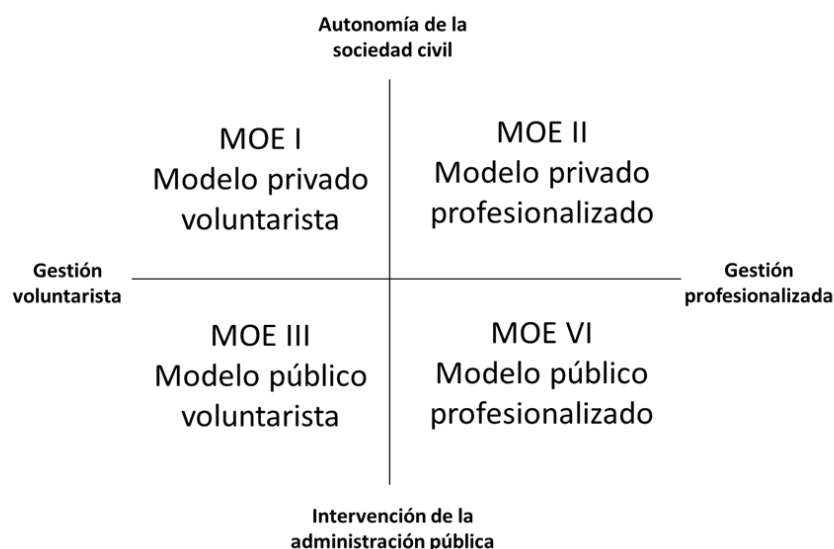 Autonomía de la
sociedad civil
MOE I
Modelo privado
voluntarista
MOE II
Modelo privado
profesionalizado
Gestión
voluntarista
Gestión
profesionalizada
MOE III
Modelo público
voluntarista
MOE VI
Modelo público
profesionalizado
Intervención de la
administración pública